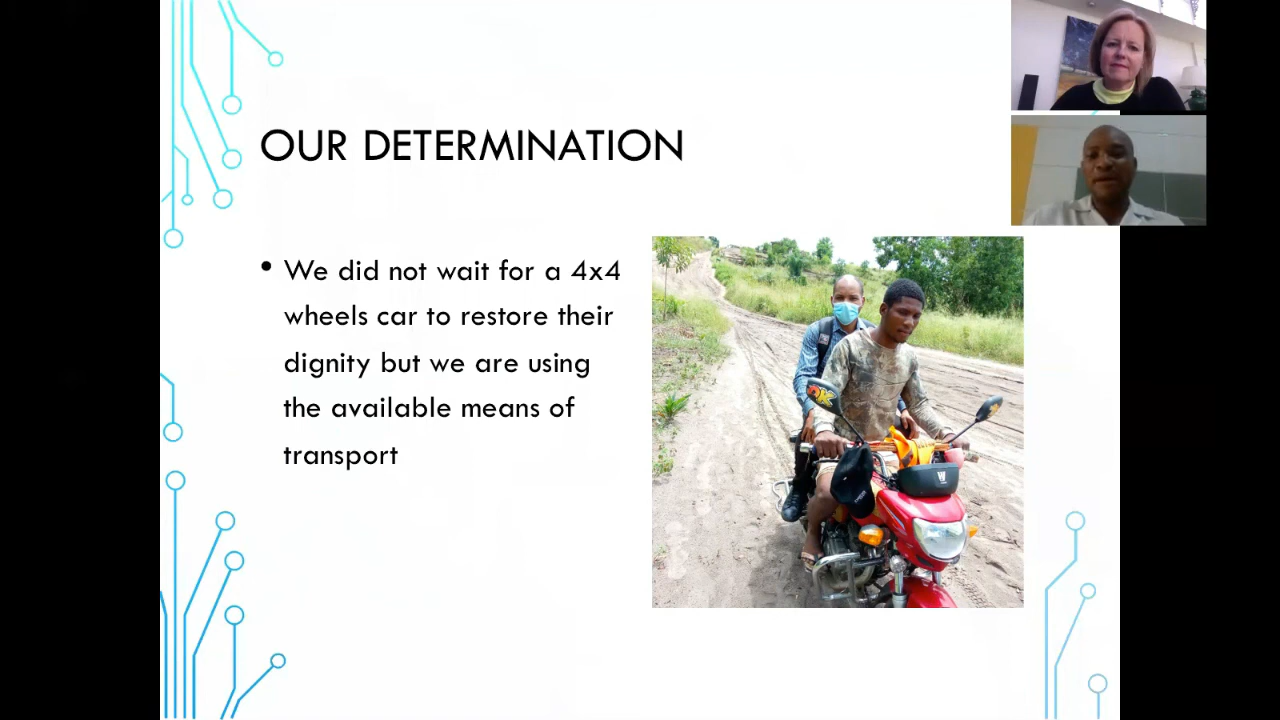 OUR DETERMINATION
• We did not wait for a 4x4
wheels car to restore their
dignity but we are using
the available means of
transport
OK